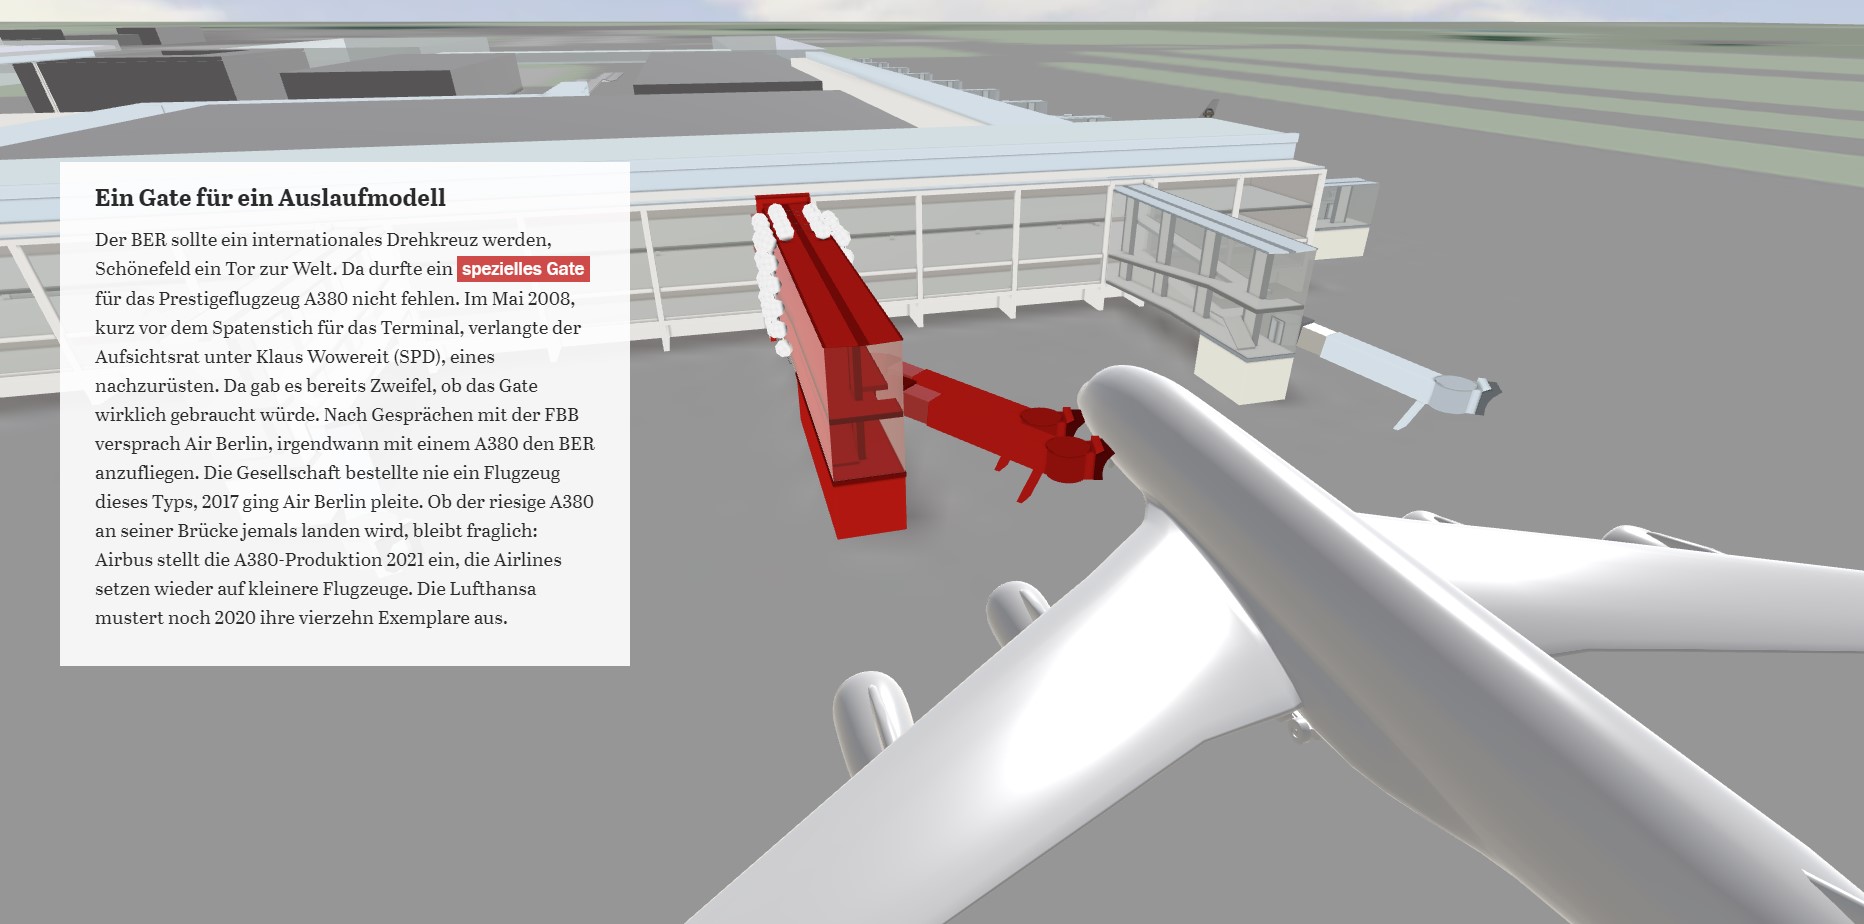 Ein Gate für ein Auslaufmodell
Der BER sollte ein internationales Drehkreuz werden,
Schönefeld ein Tor zur Welt. Da durfte ein spezielles Gate
für das Prestigeflugzeug A380 nicht fehlen. Im Mai 2008,
kurz vor dem Spatenstich für das Terminal, verlangte der
Aufsichtsrat unter Klaus Wowereit (SPD), eines
nachzurüsten. Da gab es bereits Zweifel, ob das Gate
wirklich gebraucht würde. Nach Gesprächen mit der FBB
versprach Air Berlin, irgendwann mit einem A380 den BER
anzufliegen. Die Gesellschaft bestellte nie ein Flugzeug
dieses Typs, 2017 ging Air Berlin pleite. Ob der riesige A380
an seiner Brücke jemals landen wird, bleibt fraglich:
Airbus stellt die A380-Produktion 2021 ein, die Airlines
setzen wieder auf kleinere Flugzeuge. Die Lufthansa
mustert noch 2020 ihre vierzehn Exemplare aus.